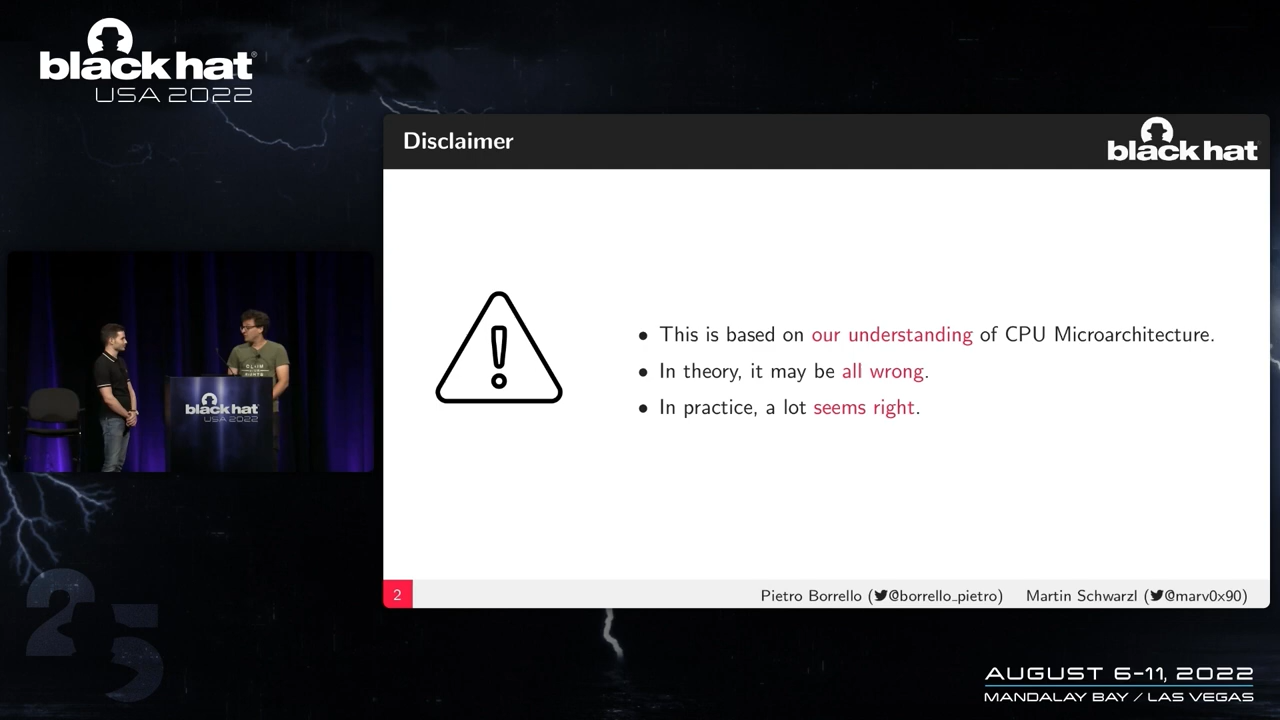 black hat®
USA 2022
Disclaimer
black hat
• This is based on our understanding of CPU Microarchitecture.
• In theory, it may be all wrong.
• In practice, a lot seems right.
black hat
USA 2022
2
Pietro Borrello (@borrello_pietro) Martin Schwarzl (@marv0x90)
25
AUGUST 6-11, 2022
MANDALAY BAY / LAS VEGAS